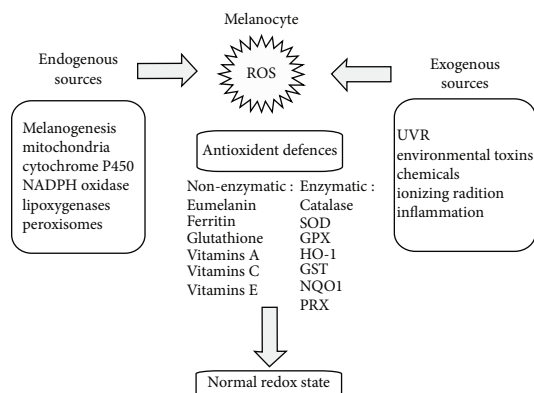 Melanocyte
Endogenous
sources
ROS
Exogenous
sources
Melanogenesis
mitochondria
cytochrome P450
NADPH oxidase
lipoxygenases
peroxisomes
UVR
environmental toxins
chemicals
ionizing radition
inflammation
Antioxident defences
Non-enzymatic :
Eumelanin
Ferritin
Glutathione
Vitamins A
Vitamins C
Vitamins E
Enzymatic :
Catalase
SOD
GPX
HO-1
GST
NQO1
PRX
Normal redox state